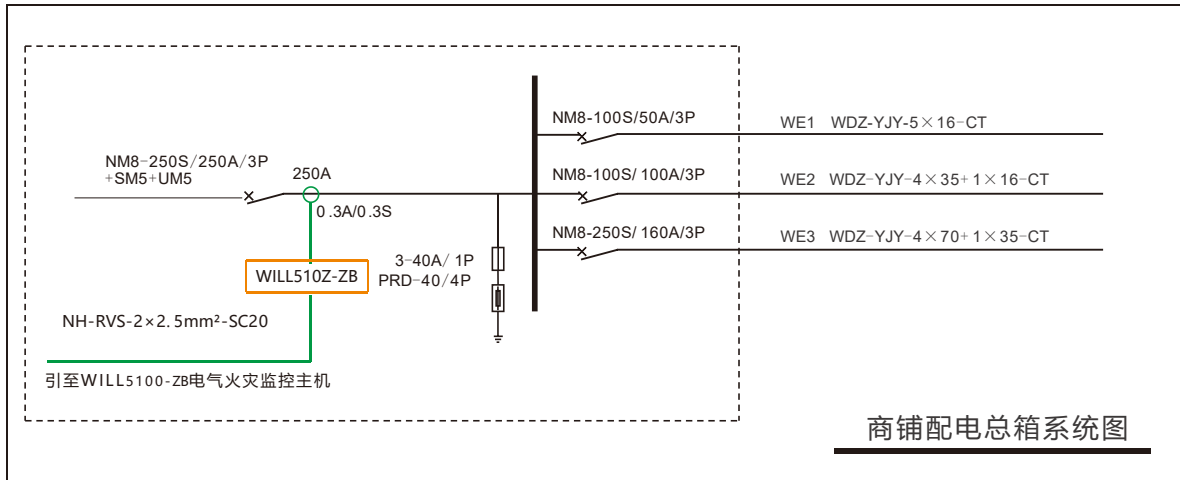 NM8-100S/50A/3P
WE1 WDZ-YJY-5×16-CT
NM8-250S/250A/3P
+SM5+UM5
250A
NM8-100S/ 100A/3P
WE2 WDZ-YJY-4×35+1×16-CT
0.3A/0.3S
NM8-250S/ 160A/3P
WE3 WDZ-YJY-4×70+1×35-CT
3-40A/ 1P
PRD-40/4P
WILL510Z-ZB
NH-RVS-2×2.5mm²-SC20
引至WILL5100-ZB电气火灾监控主机
商铺配电总箱系统图